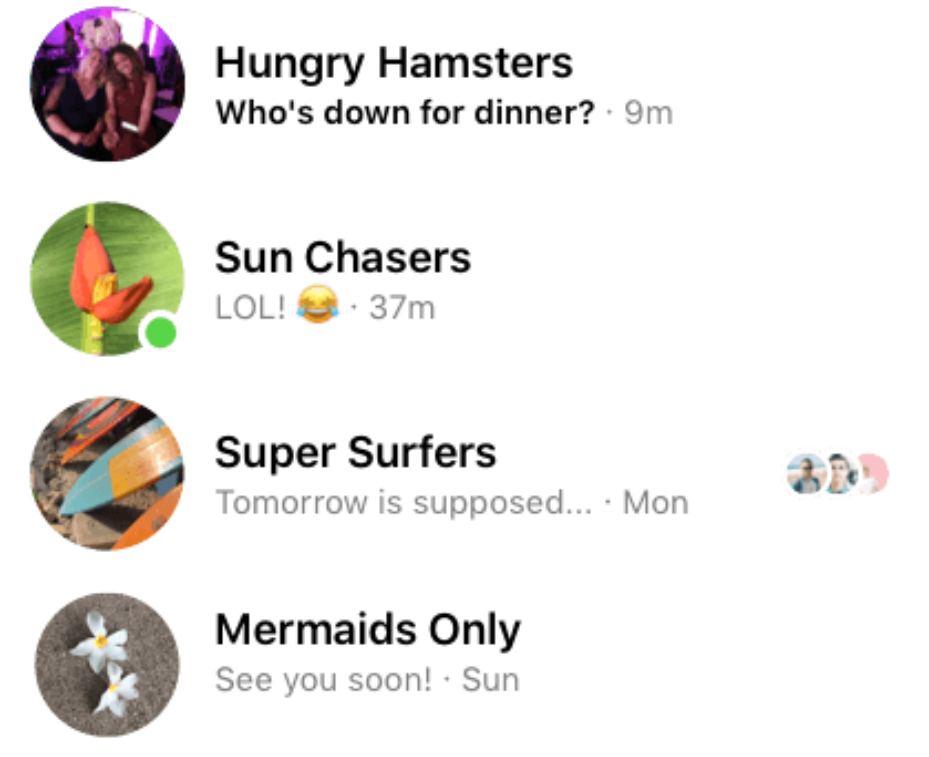 Hungry Hamsters
Who's down for dinner? · 9m
Sun Chasers
LOL! 😂 · 37m
Super Surfers
Tomorrow is supposed... · Mon
Mermaids Only
See you soon! · Sun